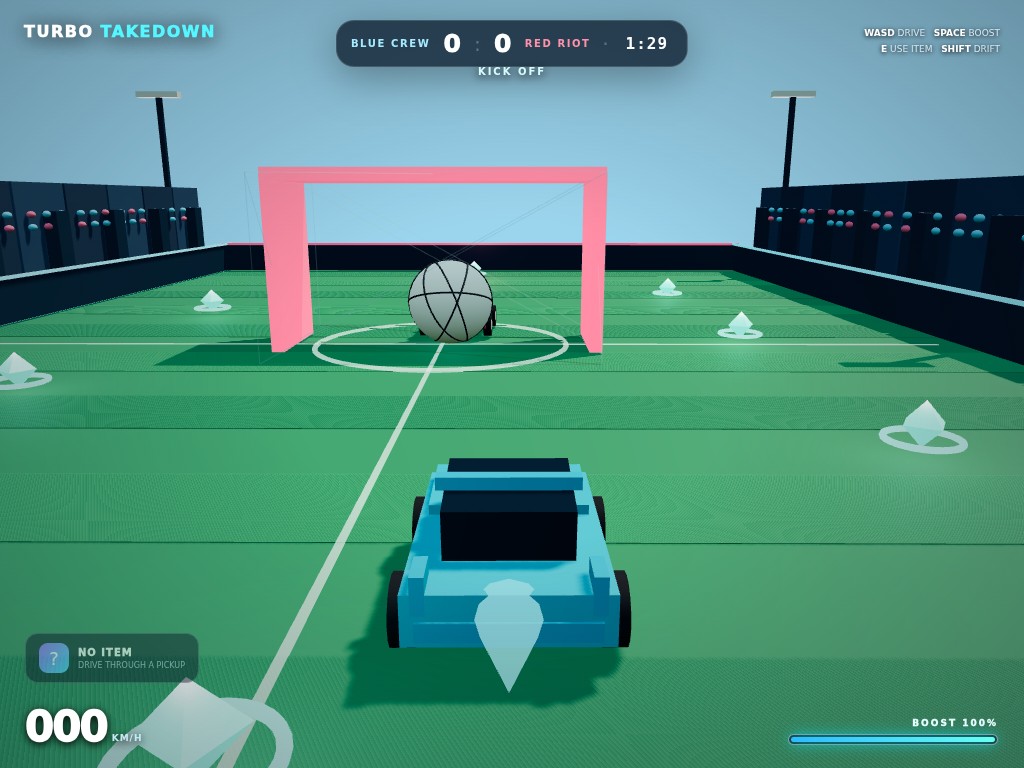 TURBO TAKEDOWN
BLUE CREW 0 : 0 RED RIOT · 1:29
KICK OFF
WASD DRIVE SPACE BOOST
E USE ITEM SHIFT DRIFT
?
NO ITEM
DRIVE THROUGH A PICKUP
000 KM/H
BOOST 100%